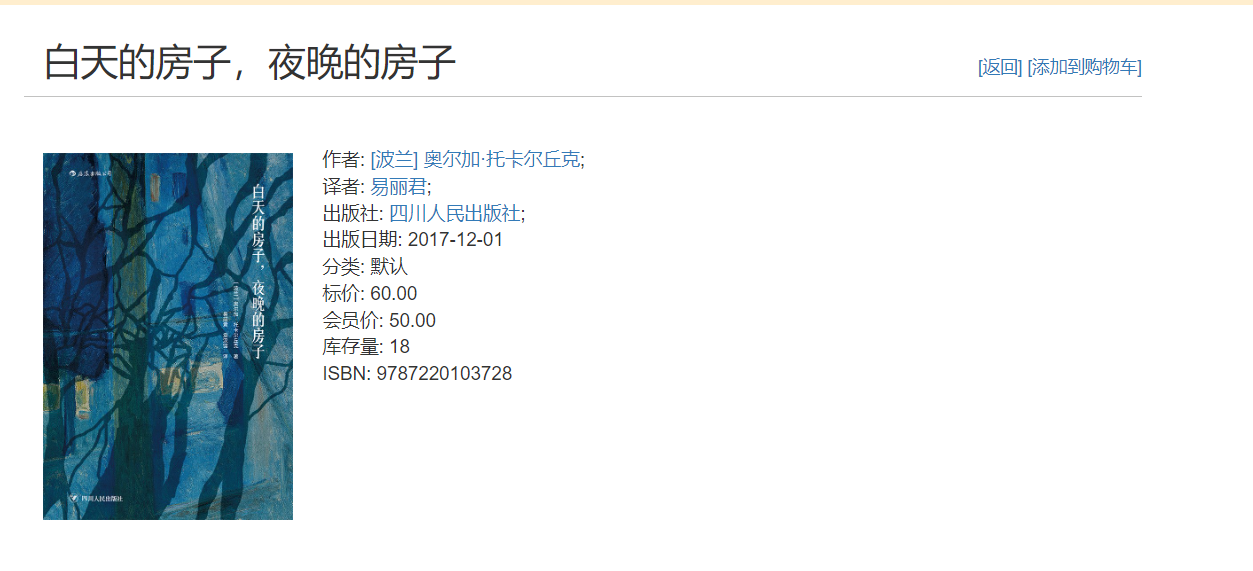 白天的房子，夜晚的房子
[返回] [添加到购物车]
作者: [波兰] 奥尔加·托卡尔丘克;
译者: 易丽君;
出版社: 四川人民出版社;
出版日期: 2017-12-01
分类: 默认
标价: 60.00
会员价: 50.00
库存量: 18
ISBN: 9787220103728
白天的房子，夜晚的房子
四川人民出版社